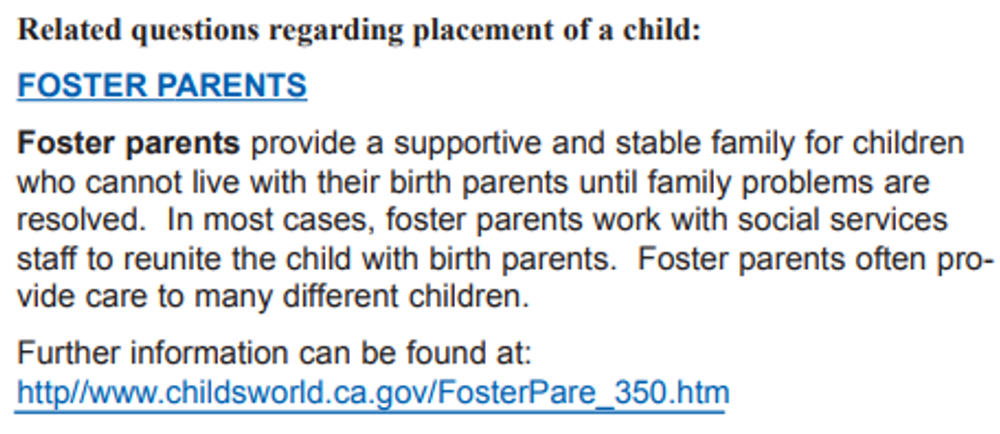 Related questions regarding placement of a child:
FOSTER PARENTS
Foster parents provide a supportive and stable family for children
who cannot live with their birth parents until family problems are
resolved.  In most cases, foster parents work with social services
staff to reunite the child with birth parents.  Foster parents often pro-
vide care to many different children.
Further information can be found at:
http//www.childsworld.ca.gov/FosterPare_350.htm